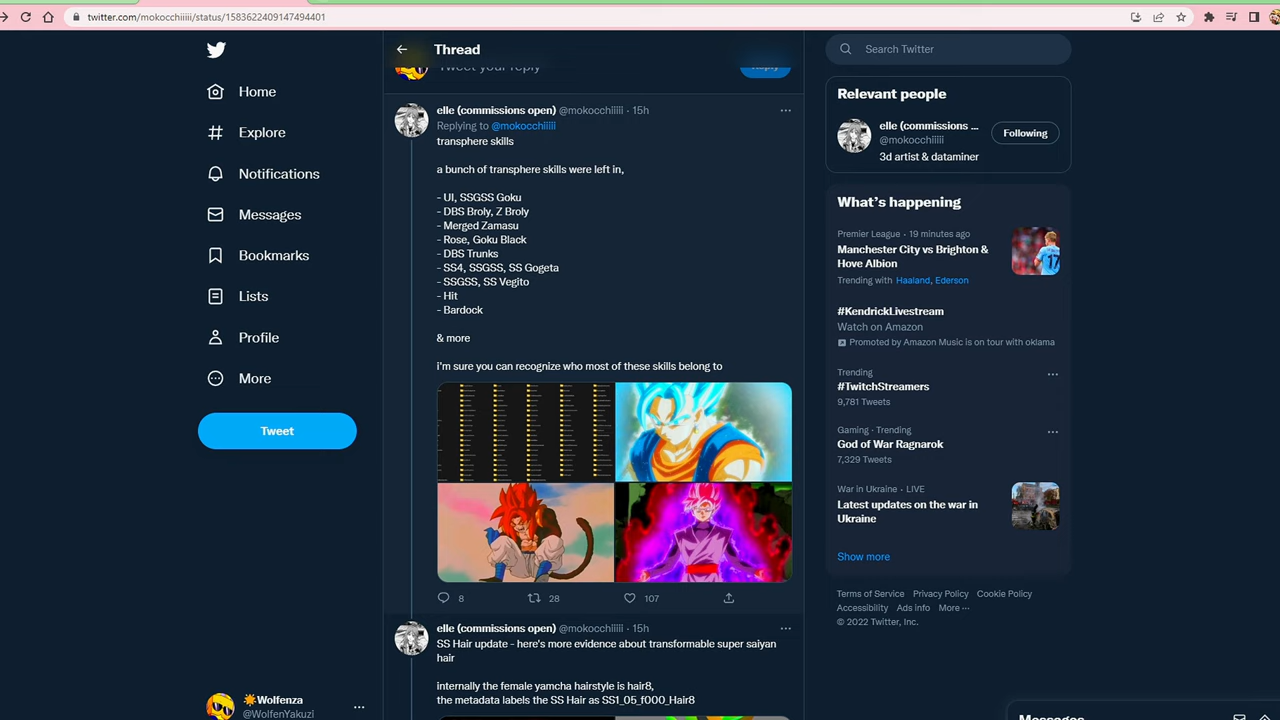 twitter.com/mokocchiiiii/status/1583622409147494401
Home
Explore
Notifications
Messages
Bookmarks
Lists
Profile
More
Tweet
☀Wolfenza
@WolfenYakuzi
Thread
Tweet your reply
Reply
elle (commissions open) @mokocchiiiii · 15h
Replying to @mokocchiiiii
transphere skills
a bunch of transphere skills were left in,
- UI, SSGSS Goku
- DBS Broly, Z Broly
- Merged Zamasu
- Rose, Goku Black
- DBS Trunks
- SS4, SSGSS, SS Gogeta
- SSGSS, SS Vegito
- Hit
- Bardock
& more
i'm sure you can recognize who most of these skills belong to
8 28 107
elle (commissions open) @mokocchiiiii · 15h
SS Hair update - here's more evidence about transformable super saiyan
hair
internally the female yamcha hairstyle is hair8,
the metadata labels the SS Hair as SS1_05_f000_Hair8
Search Twitter
Relevant people
elle (commissions ...
@mokocchiiiii
Following
3d artist & dataminer
What's happening
Premier League · 19 minutes ago
Manchester City vs Brighton &
Hove Albion
Trending with Haaland, Ederson
#KendrickLivestream
Watch on Amazon
Promoted by Amazon Music is on tour with oklama
Trending
#TwitchStreamers
9,781 Tweets
Gaming · Trending
God of War Ragnarok
7,329 Tweets
War in Ukraine · LIVE
Latest updates on the war in
Ukraine
Show more
Terms of Service Privacy Policy Cookie Policy
Accessibility Ads info More ...
© 2022 Twitter, Inc.
Messages